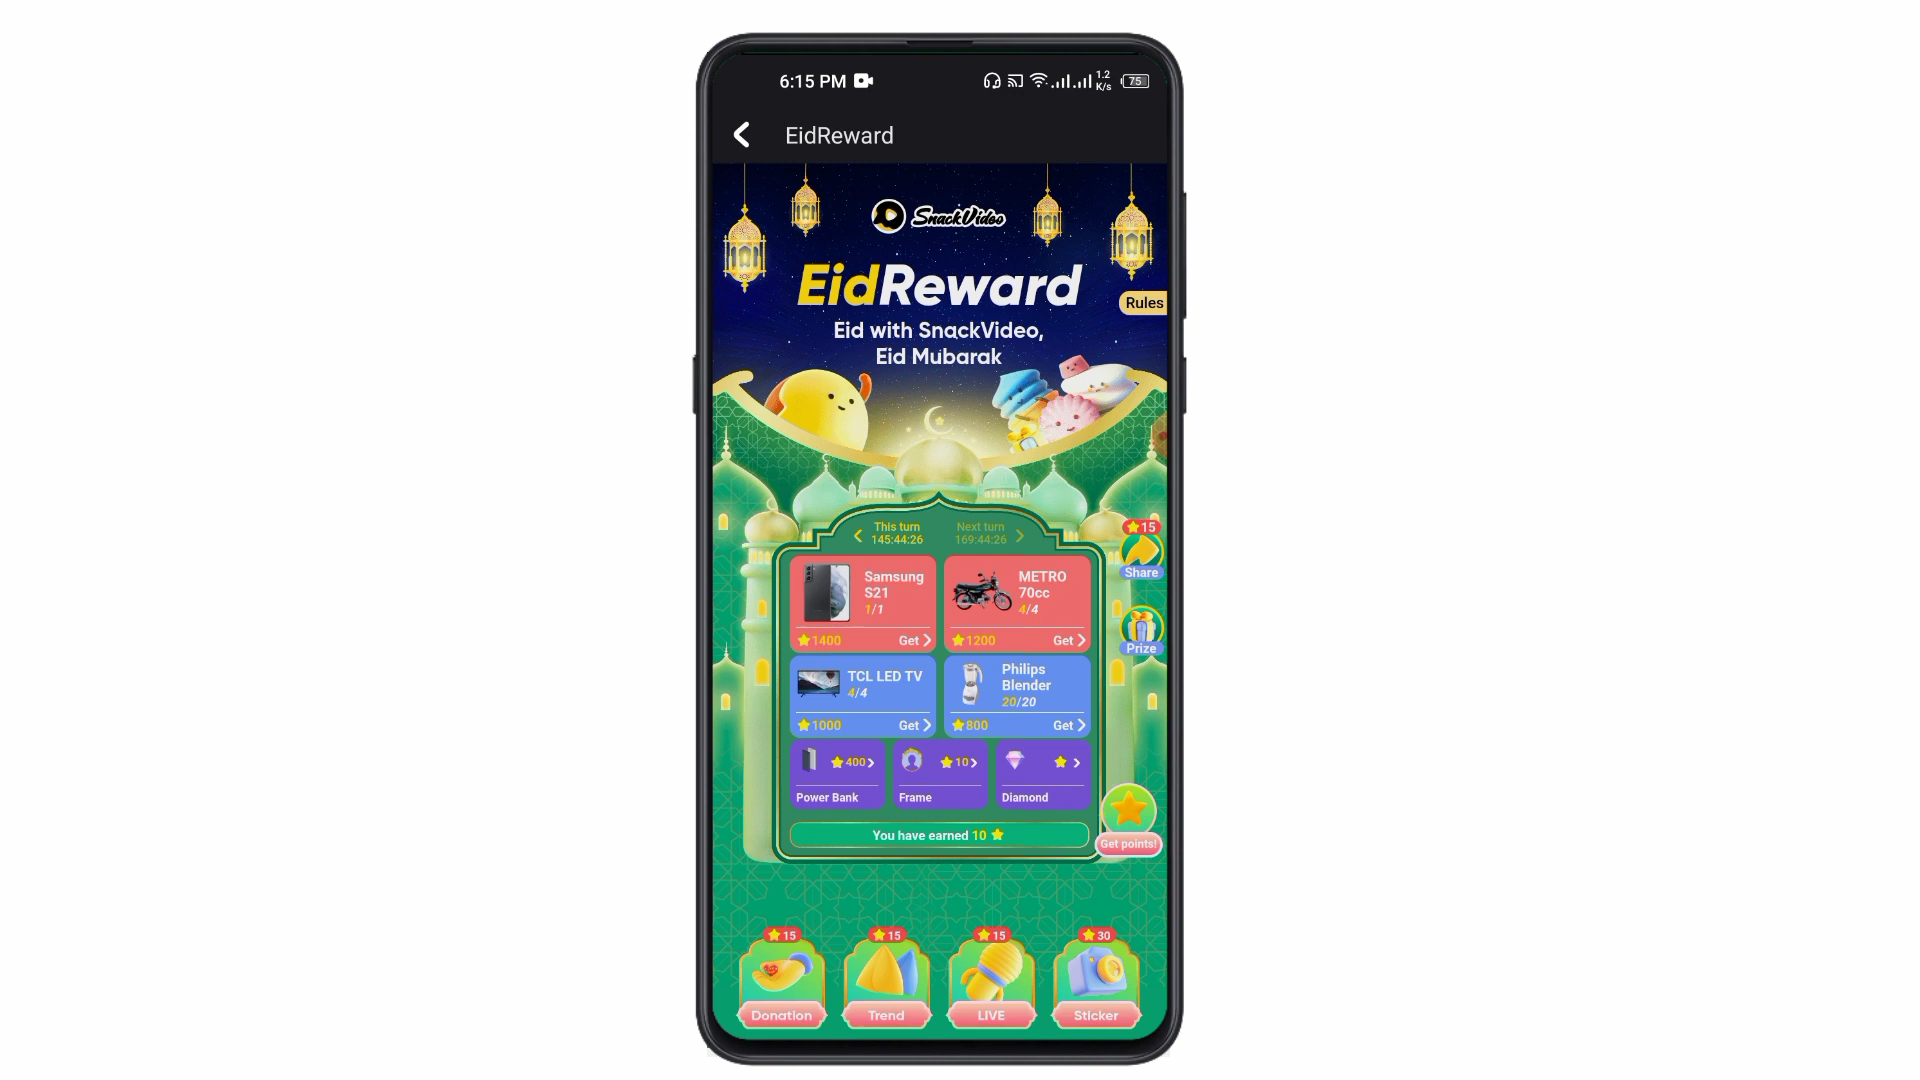 6:15 PM
1.2
K/s
75
EidReward
SnackVideo
EidReward
Rules
Eid with SnackVideo,
Eid Mubarak
This turn
145:44:26
Next turn
169:44:26
15
Share
Samsung
S21
1/1
1400
Get
METRO
70cc
4/4
1200
Get
Prize
TCL LED TV
4/4
1000
Get
Philips
Blender
20/20
800
Get
400
Power Bank
10
Frame
Diamond
You have earned 10
Get points!
15
Donation
15
Trend
15
LIVE
30
Sticker